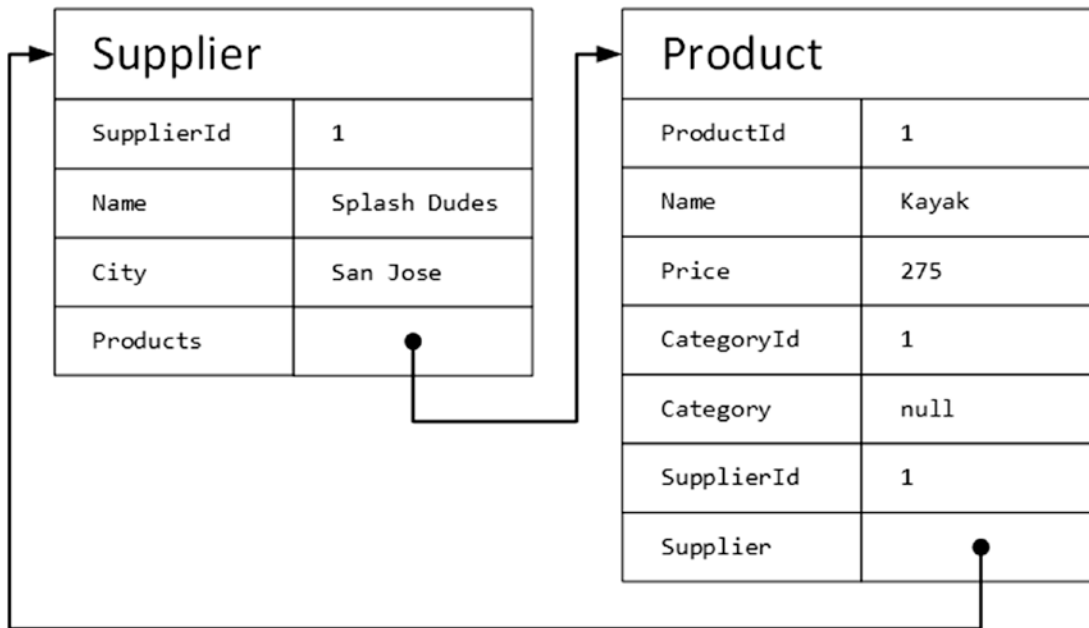 Supplier
SupplierId 1
Name Splash Dudes
City San Jose
Products
Product
ProductId 1
Name Kayak
Price 275
CategoryId 1
Category null
SupplierId 1
Supplier